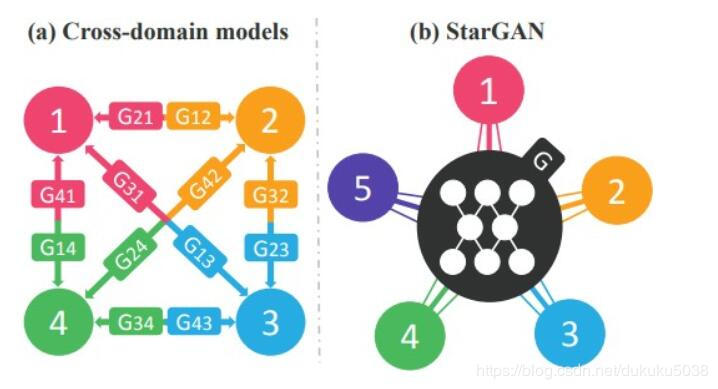 (a) Cross-domain models
(b) StarGAN
1
G21
G12
2
G41
G31
G42
G32
G14
G24
G13
G23
4
G34
G43
3
1
G
5
2
4
3
https://blog.csdn.net/dukuku5038